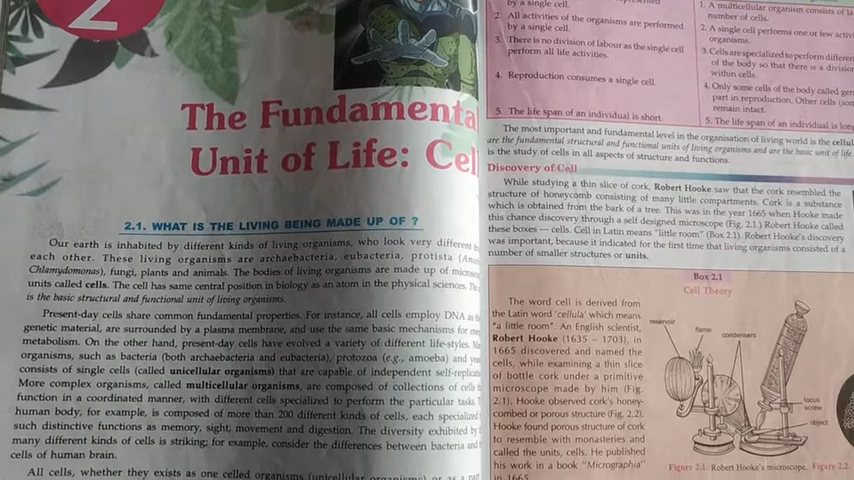 2
The Fundamental
Unit of Life: Cell
2.1. WHAT IS THE LIVING BEING MADE UP OF ?
Our earth is inhabited by different kinds of living organisms, who look very different
each other. These living organisms are archaebacteria, eubacteria, protista
Chlamydomonas), fungi, plants and animals. The bodies of living organisms are made up of
units called cells. The cell has same central position in biology as an atom in the physical sciences.
is the basic structural and functional unit of living organisms.
Present-day cells share common fundamental properties. For instance, all cells employ DNA as
genetic material, are surrounded by a plasma membrane, and use the same basic mechanisms for
metabolism. On the other hand, present-day cells have evolved a variety of different life-styles.
organisms, such as bacteria (both archaebacteria and eubacteria), protozoa (e.g., amoeba) and
consists of single cells (called unicellular organisms) that are capable of independent
More complex organisms, called multicellular organisms, are composed of collections of cells
function in a coordinated manner, with different cells specialized to perform the particular tasks.
human body, for example, is composed of more than 200 different kinds of cells, each specialized
such distinctive functions as memory, sight, movement and digestion. The diversity exhibited by
many different kinds of cells is striking; for example, consider the differences between bacteria and
cells of human brain.
All cells, whether they exists as one celled organisms (unicellular organisms) or as a
by a single cell.
2. All activities of the organisms are performed
by a single cell.
3. There is no division of labour as the single cell
perform all life activities.
4. Reproduction consumes a single cell.
5. The life span of an individual is short.
1. A multicellular organism consists of
number of cells.
2. A single cell performs one or few
organisms.
3. Cells are specialized to perform
of the body so that there is a
within cells.
4. Only some cells of the body called
part in reproduction. Other cells
remain intact.
5. The life span of an individual is
The most important and fundamental level in the organisation of living world is the
are the fundamental structural and functional units of living organisms and are the basic unit of life.
is the study of cells in all aspects of structure and functions.
Discovery of Cell
While studying a thin slice of cork, Robert Hooke saw that the cork resembled the
structure of honeycomb consisting of many little compartments. Cork is a substance
which is obtained from the bark of a tree. This was in the year 1665 when Hooke made
this chance discovery through a self designed microscope (Fig. 2.1.) Robert Hooke called
these boxes — cells. Cell in Latin means "little room" (Box 2.1). Robert Hooke's discovery
was important, because it indicated for the first time that living organisms consisted of a
number of smaller structures or units.
Box 2.1
Cell Theory
The word cell is derived from
the Latin word 'cellula' which means
"a little room". An English scientist,
Robert Hooke (1635 – 1703), in
1665 discovered and named the
cells, while examining a thin slice
of bottle cork under a primitive
microscope made by him (Fig.
2.1). Hooke observed cork's honey-
combed or porous structure (Fig. 2.2).
Hooke found porous structure of cork
to resemble with monasteries and
called the units, cells. He published
his work in a book "Micrographia"
in 1665.
reservoir
flame
condensers
focus
screw
object
Figure 2.1. Robert Hooke's microscope.
Figure 2.2.